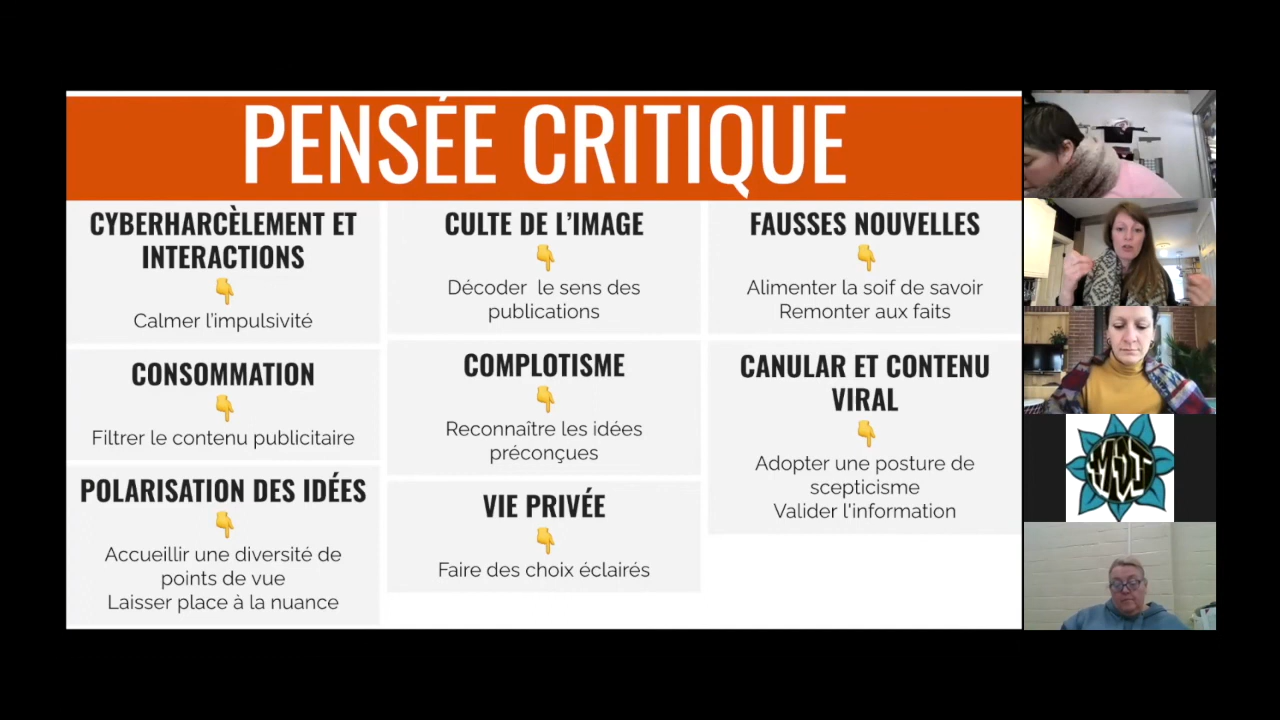 PENSÉE CRITIQUE
CYBERHARCÈLEMENT ET
INTERACTIONS
👇
Calmer l'impulsivité
CONSOMMATION
👇
Filtrer le contenu publicitaire
POLARISATION DES IDÉES
👇
Accueillir une diversité de
points de vue
Laisser place à la nuance
CULTE DE L'IMAGE
👇
Décoder le sens des
publications
COMPLOTISME
👇
Reconnaître les idées
préconçues
VIE PRIVÉE
👇
Faire des choix éclairés
FAUSSES NOUVELLES
👇
Alimenter la soif de savoir
Remonter aux faits
CANULAR ET CONTENU
VIRAL
👇
Adopter une posture de
scepticisme
Valider l'information
MDJ